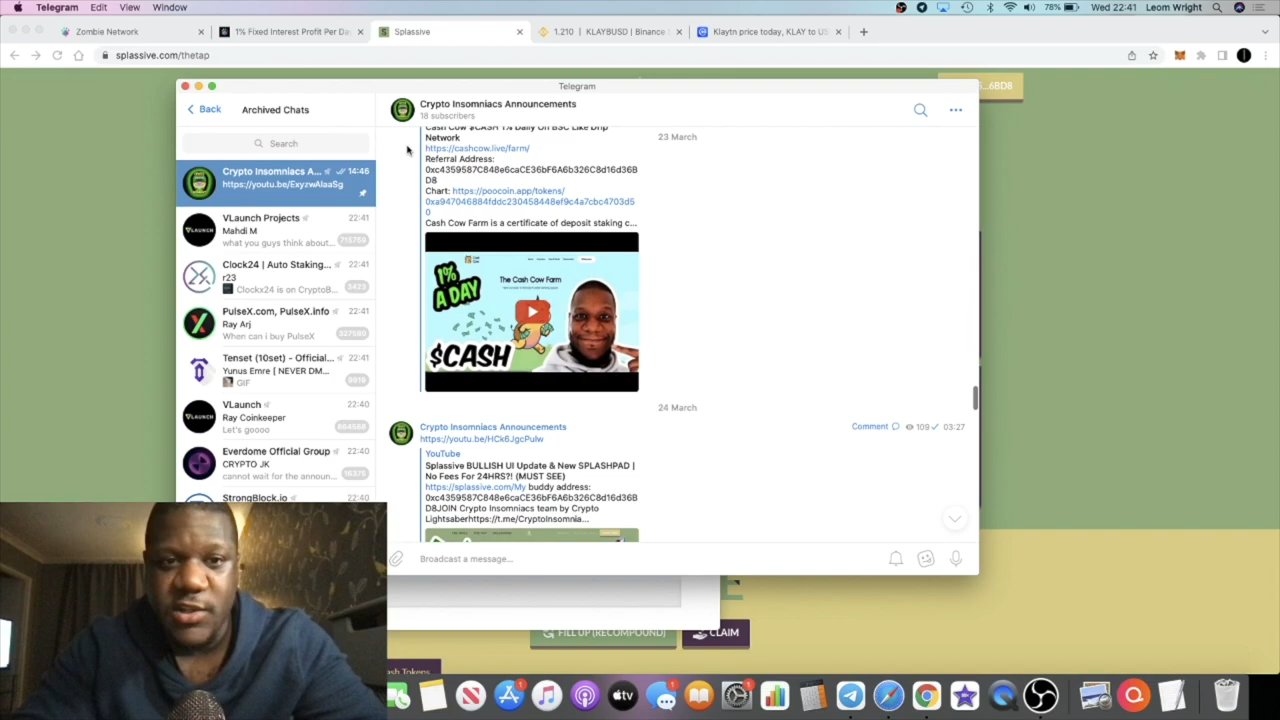 Telegram Edit View Window
78% Wed 22:41 Leom Wright
Zombie Network
1% Fixed Interest Profit Per Da
Splassive
1.210 | KLAYBUSD | Binance
Klaytn price today, KLAY to US
splassive.com/thetap
...6BD8
Telegram
Back
Archived Chats
Search
Crypto Insomniacs A... 14:46
https://youtu.be/ExyzwAlaaSg
VLaunch Projects 22:41
Mahdi M
what you guys think about... 715759
Clock24 | Auto Staking... 22:41
r23
Clockx24 is on CryptoB... 5423
PulseX.com, PulseX.info 22:41
Ray Arj
When can i buy PulseX
Tenset (10set) - Official... 22:41
Yunus Emre [ NEVER DM...
GIF
VLaunch 22:40
Ray Coinkeeper
Let's goooo
Everdome Official Group 22:40
CRYPTO JK
cannot wait for the announ... 16375
StrongBlock.io 22:40
Crypto Insomniacs Announcements
18 subscribers
Cash Cow $CASH 1% Daily On BSC Like Drip
Network
https://cashcow.live/farm/
Referral Address:
0xc4359587C848e6caCE36bF6A6b326C8d16d36B
D8
Chart: https://poocoin.app/tokens/
0xa947046884fddc230458448ef9c4a7cbc4703d5
0
Cash Cow Farm is a certificate of deposit staking c...
The Cash Cow Farm
1%
A DAY
$CASH
23 March
24 March
Crypto Insomniacs Announcements
Comment 109 03:27
https://youtu.be/HCk6JgcPulw
YouTube
Splassive BULLISH UI Update & New SPLASHPAD |
No Fees For 24HRS?! (MUST SEE)
https://splassive.com/My buddy address:
0xc4359587C848e6caCE36bF6A6b326C8d16d36B
D8JOIN Crypto Insomniacs team by Crypto
Lightsaberhttps://t.me/CryptoInsomnia...
Broadcast a message...
FILL UP (RECOMPOUND)
CLAIM
tv